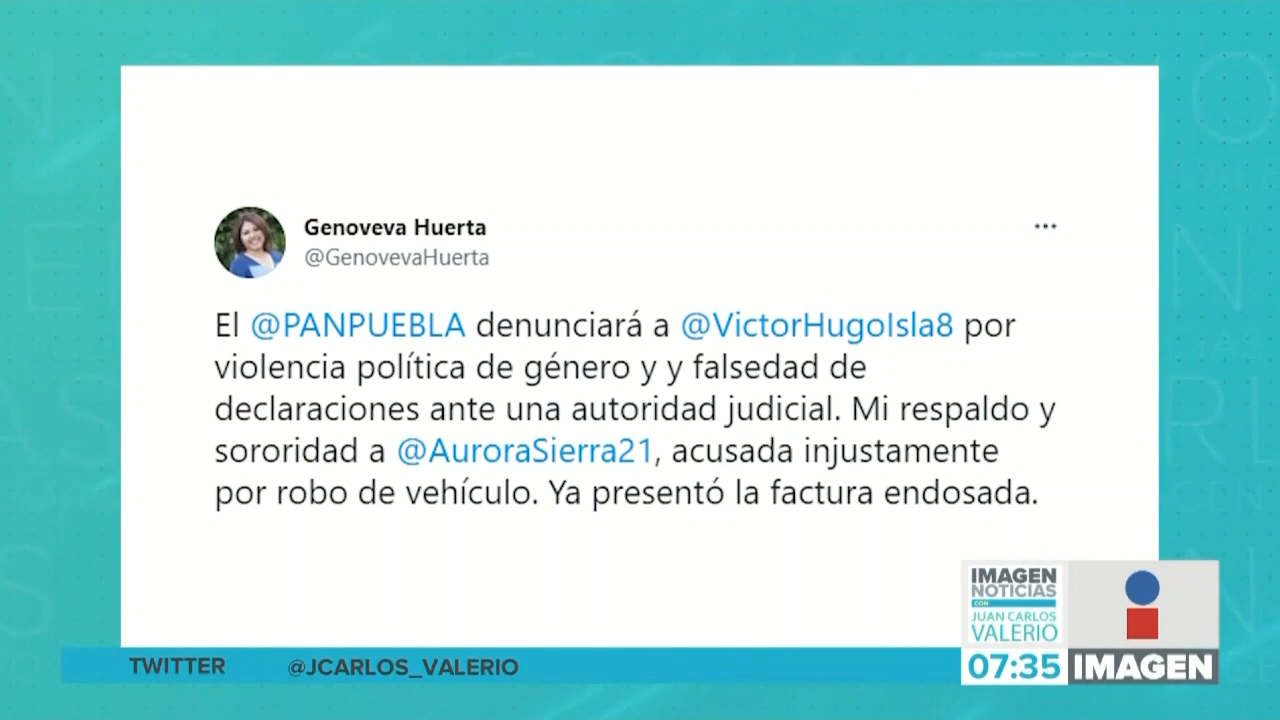 Genoveva Huerta
@GenovevaHuerta
El @PANPUEBLA denunciará a @VictorHugoIsla8 por
violencia política de género y y falsedad de
declaraciones ante una autoridad judicial. Mi respaldo y
sororidad a @AuroraSierra21, acusada injustamente
por robo de vehículo. Ya presentó la factura endosada.
IMAGEN
NOTICIAS
CON
JUAN CARLOS
VALERIO
TWITTER @JCARLOS_VALERIO
07:35 IMAGEN